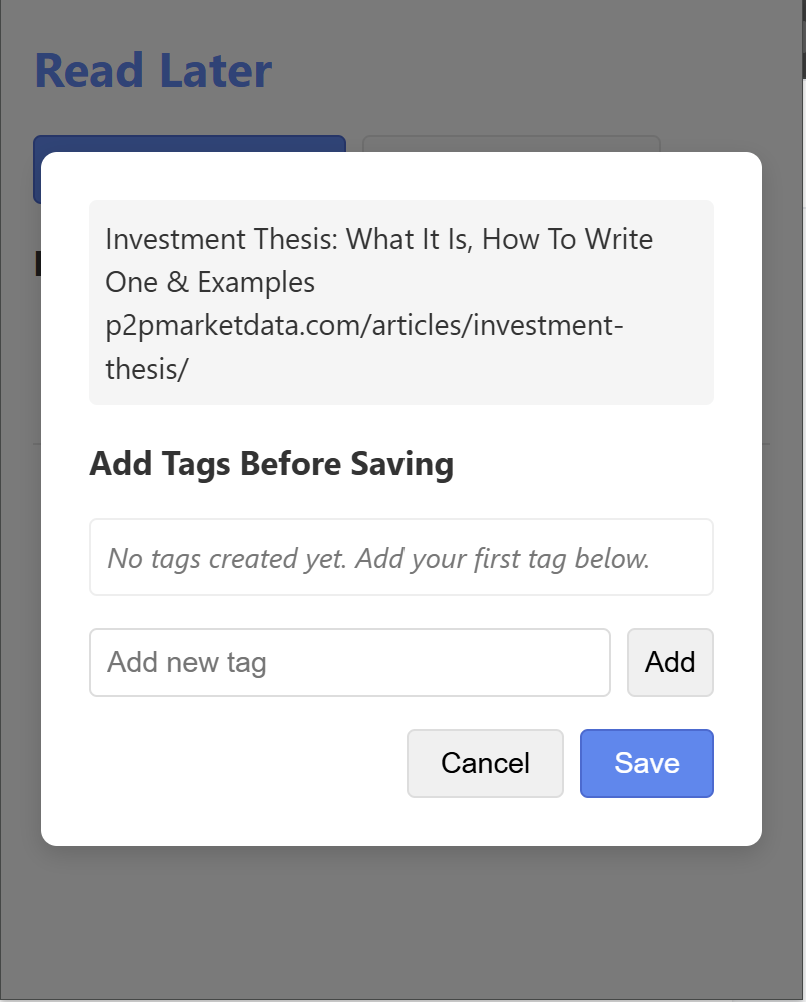 Read Later
Investment Thesis: What It Is, How To Write
One & Examples
p2pmarketdata.com/articles/investment-
thesis/
Add Tags Before Saving
No tags created yet. Add your first tag below.
Add new tag
Add
Cancel
Save